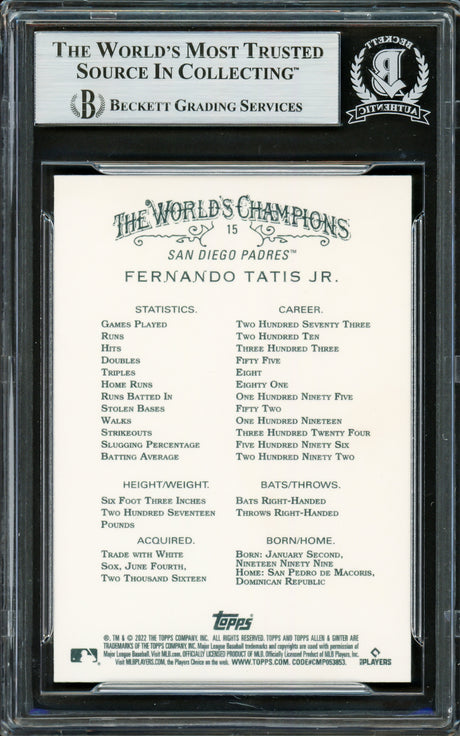 THE WORLD'S MOST TRUSTED
SOURCE IN COLLECTING™
BECKETT GRADING SERVICES
B
BECKETT
AUTHENTIC
THE WORLD'S CHAMPIONS
15
SAN DIEGO PADRES™
FERNANDO TATIS JR.
STATISTICS. CAREER.
GAMES PLAYED TWO HUNDRED SEVENTY THREE
RUNS TWO HUNDRED TEN
HITS THREE HUNDRED THREE
DOUBLES FIFTY FIVE
TRIPLES EIGHT
HOME RUNS EIGHTY ONE
RUNS BATTED IN ONE HUNDRED NINETY FIVE
STOLEN BASES FIFTY TWO
WALKS ONE HUNDRED NINETEEN
STRIKEOUTS THREE HUNDRED TWENTY FOUR
SLUGGING PERCENTAGE FIVE HUNDRED NINETY SIX
BATTING AVERAGE TWO HUNDRED NINETY TWO
HEIGHT/WEIGHT. BATS/THROWS.
SIX FOOT THREE INCHES BATS RIGHT-HANDED
TWO HUNDRED SEVENTEEN THROWS RIGHT-HANDED
POUNDS
ACQUIRED. BORN/HOME.
TRADE WITH WHITE BORN: JANUARY SECOND,
SOX, JUNE FOURTH, NINETEEN NINETY NINE
TWO THOUSAND SIXTEEN HOME: SAN PEDRO DE MACORIS,
DOMINICAN REPUBLIC
Topps
®, TM & © 2022 THE TOPPS COMPANY, INC. ALL RIGHTS RESERVED. TOPPS AND TOPPS ALLEN & GINTER ARE
TRADEMARKS OF THE TOPPS COMPANY, INC. Major League Baseball trademarks and copyrights are used with permission of
Major League Baseball. Visit MLB.com. OFFICIALLY LICENSED PRODUCT OF MLB PLAYERS, INC.
Visit MLBPLAYERS.COM, the Players Choice on the web. WWW.TOPPS.COM. CODE#CMP053853.
PLAYERS